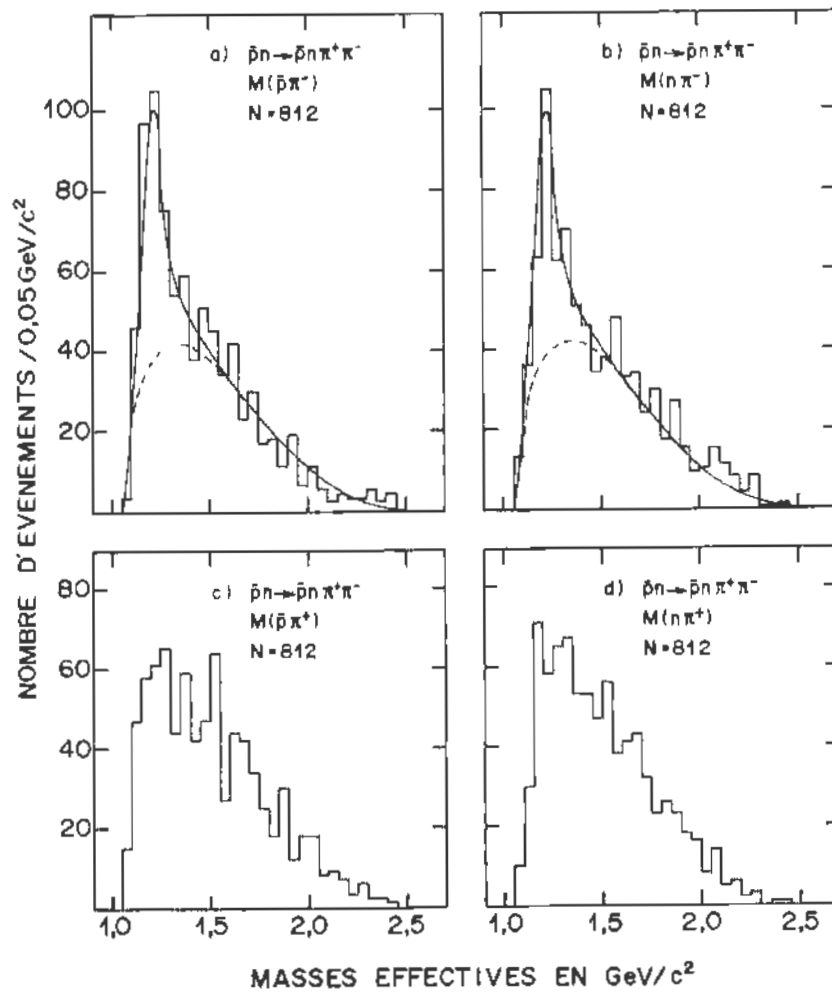 a) p̄n→p̄nπ⁺π⁻
M(p̄π⁻)
N=812
b) p̄n→p̄nπ⁺π⁻
M(nπ⁻)
N=812
100
80
60
40
20
c) p̄n→p̄nπ⁺π⁻
M(p̄π⁺)
N=812
d) p̄n→p̄nπ⁺π⁻
M(nπ⁺)
N=812
80
60
40
20
1,0 1,5 2,0 2,5
1,0 1,5 2,0 2,5
NOMBRE D'EVENEMENTS/0,05GeV/c²
MASSES EFFECTIVES EN GeV/c²